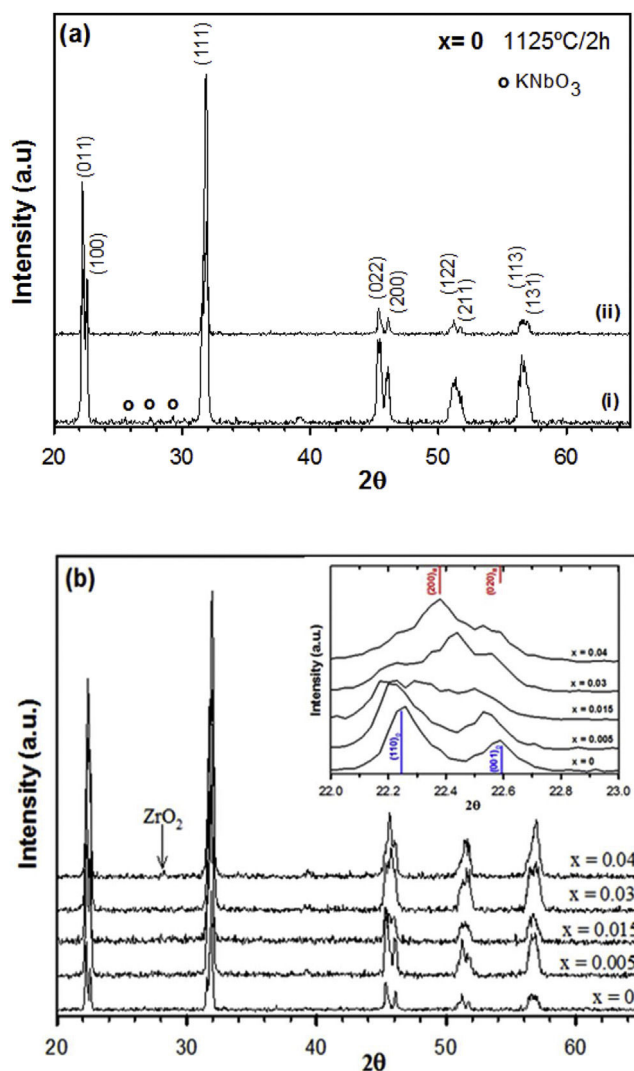 (a)
x= 0 1125ºC/2h
o KNbO3
(011)
(100)
(111)
(022)
(200)
(122)
(211)
(113)
(131)
(ii)
(i)
o o o
Intensity (a.u)
20 30 40 50 60
2θ
(b)
ZrO2
Intensity (a.u.)
x = 0.04
x = 0.03
x = 0.015
x = 0.005
x = 0
20 30 40 50 60
2θ
Intensity (a.u.)
(020)
(110)
(001)
x = 0.04
x = 0.03
x = 0.015
x = 0.005
x = 0
22.0 22.2 22.4 22.6 22.8 23.0
2θ
(200)